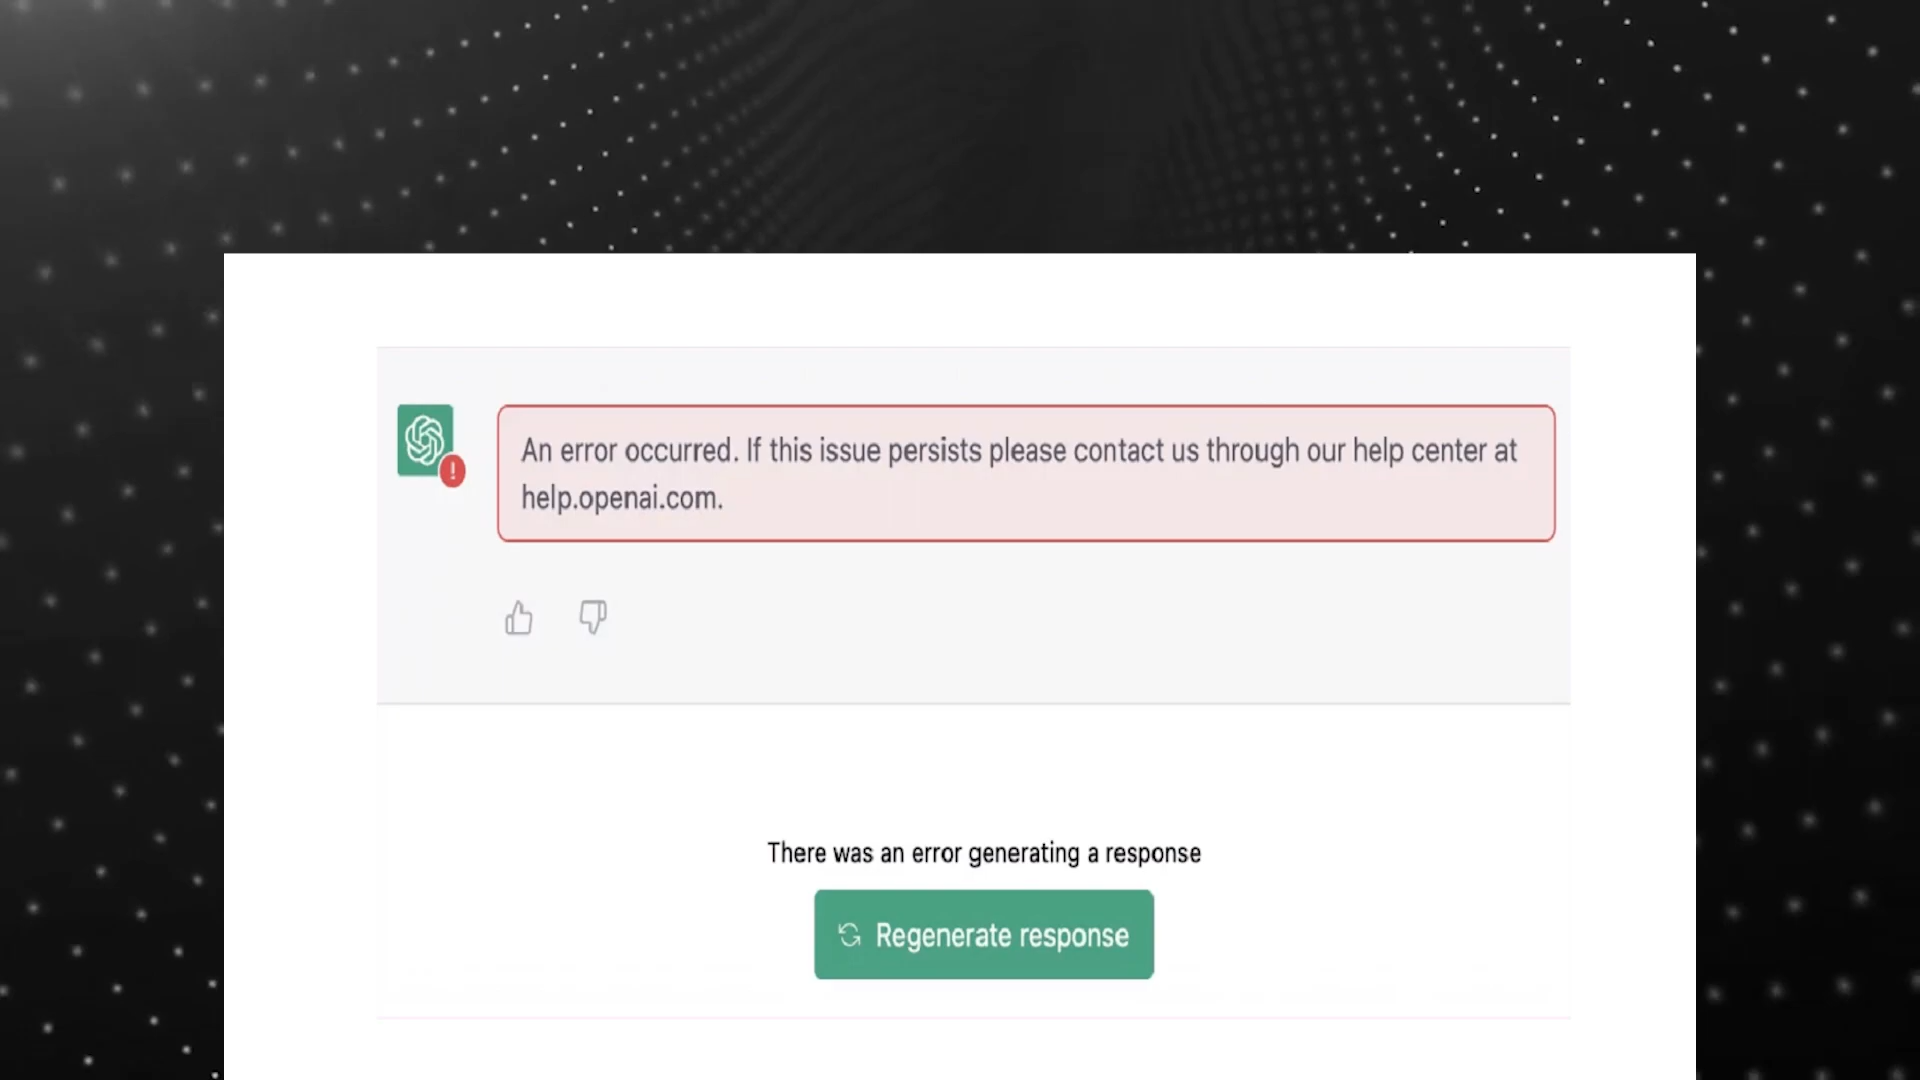 An error occurred. If this issue persists please contact us through our help center at
help.openai.com.
There was an error generating a response
Regenerate response